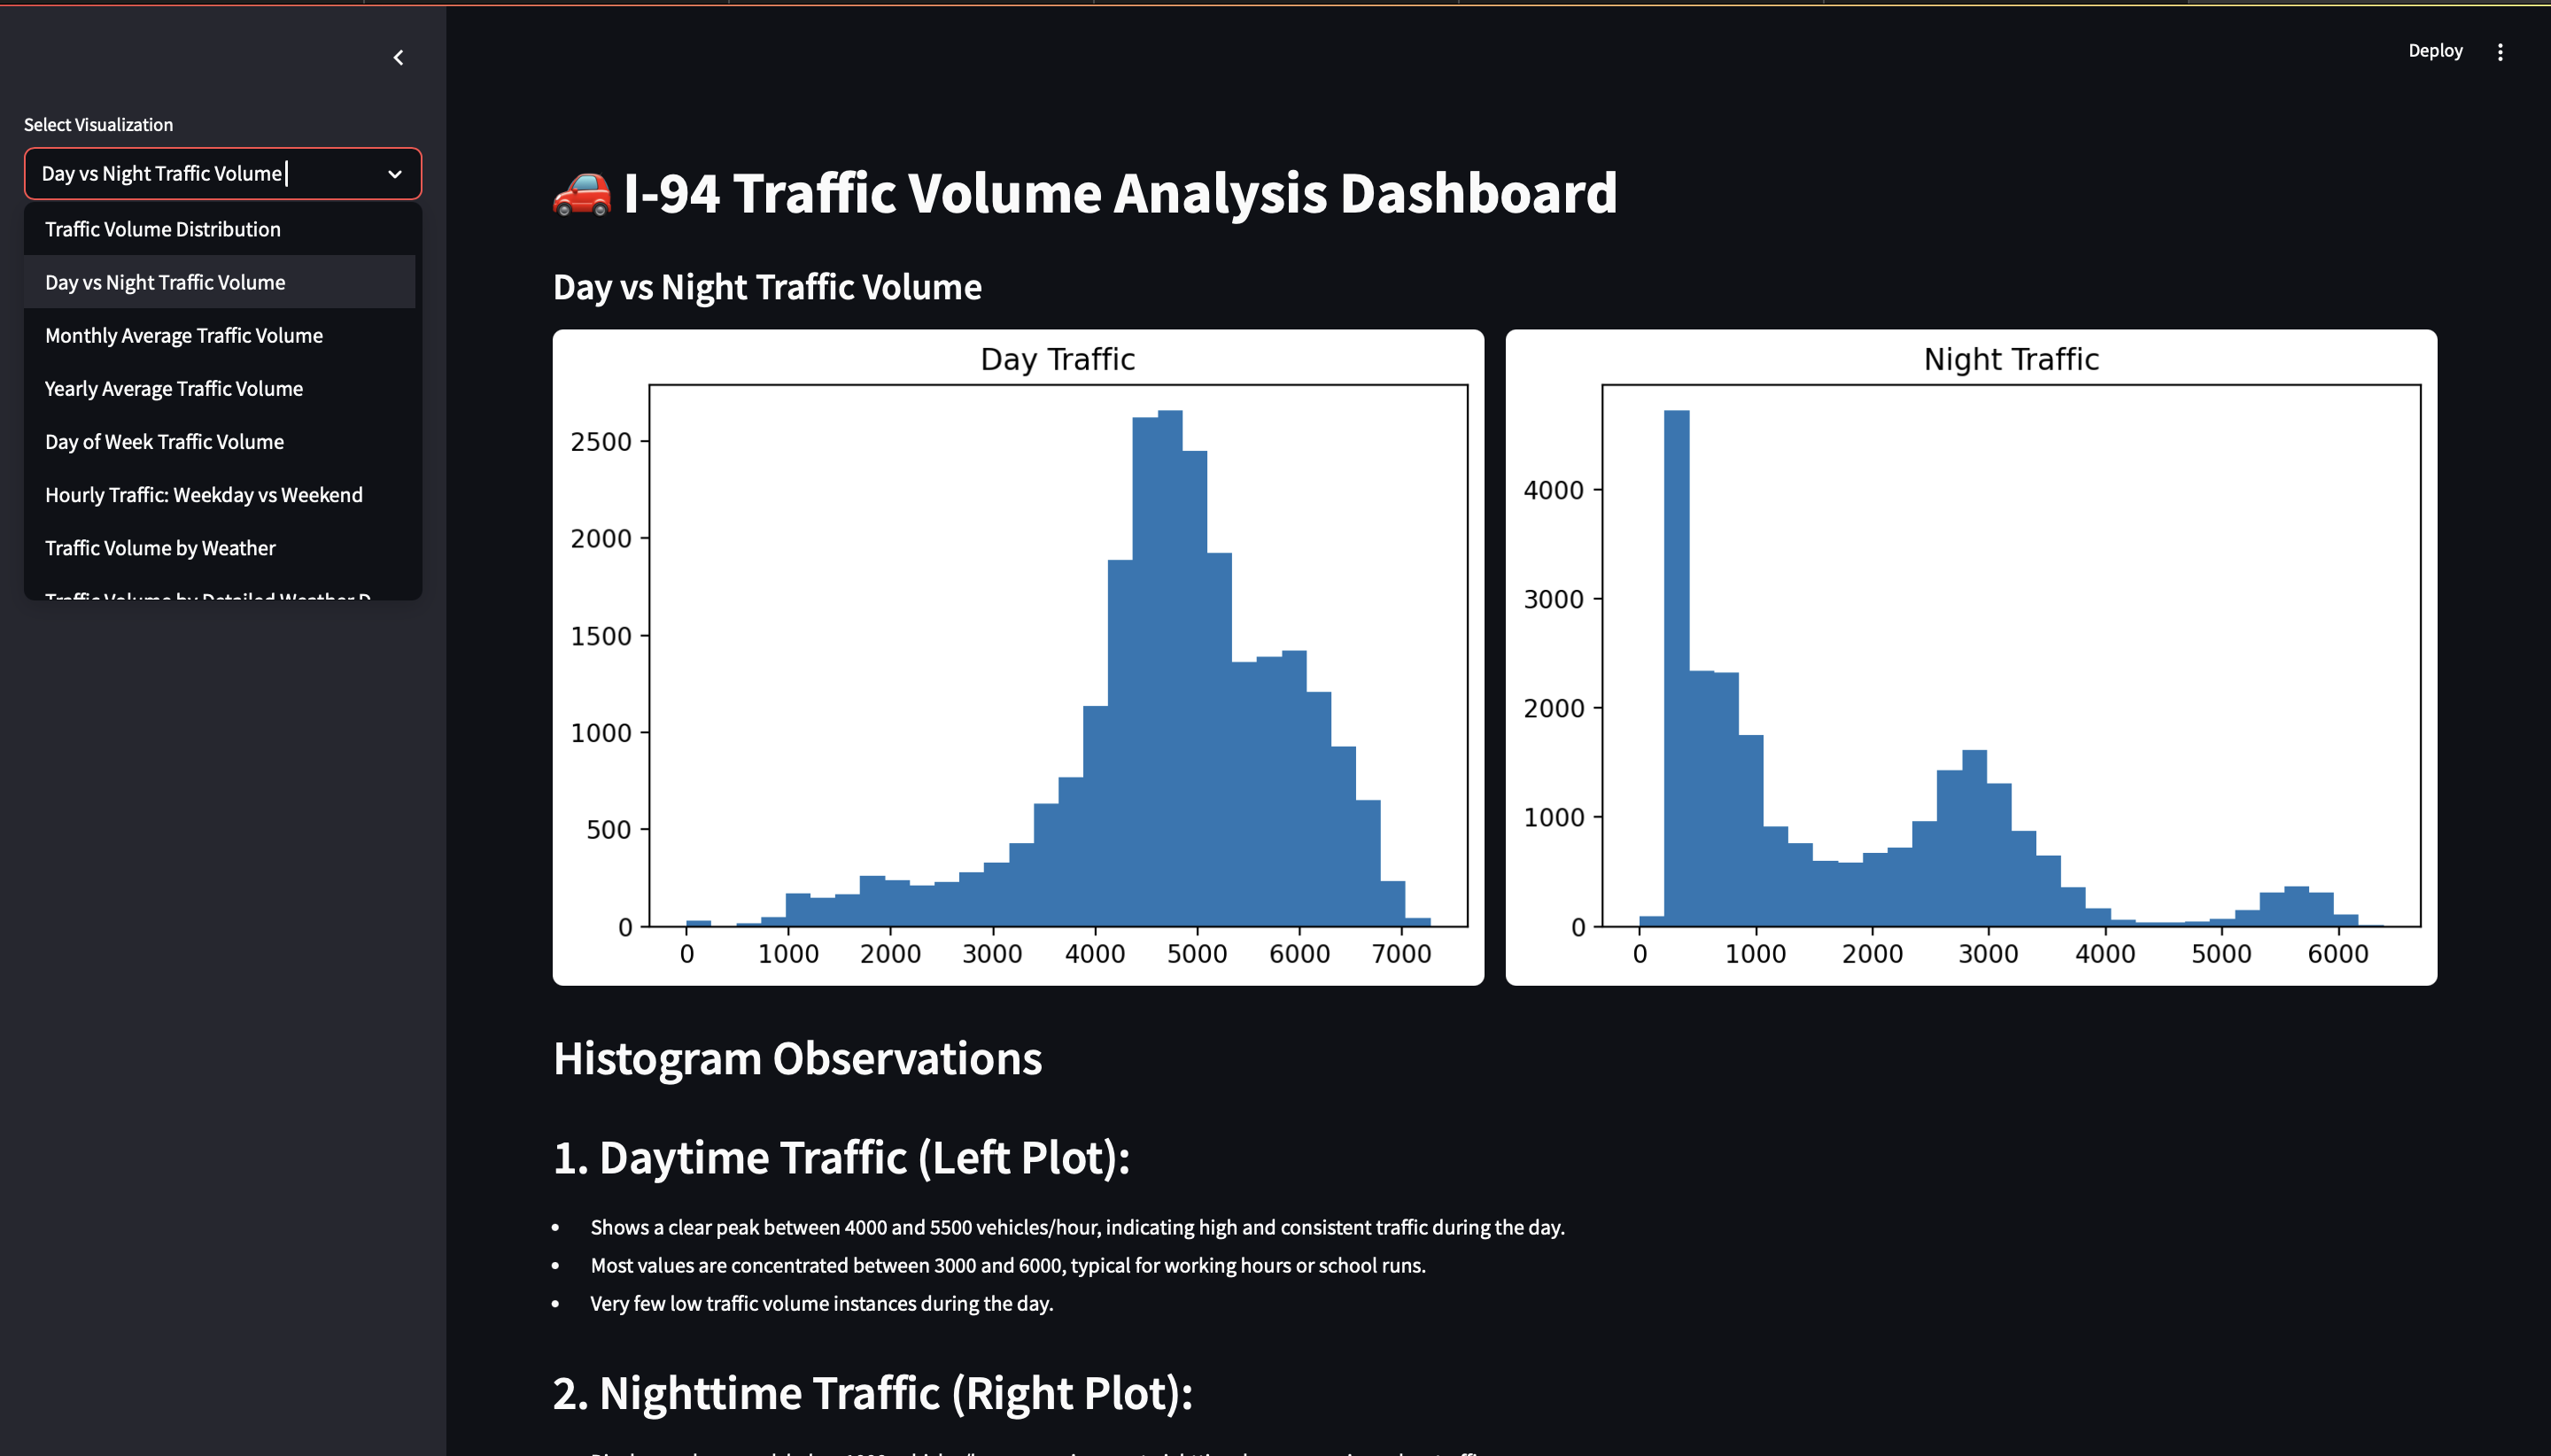 Deploy
Select Visualization
Day vs Night Traffic Volume
Traffic Volume Distribution
Day vs Night Traffic Volume
Monthly Average Traffic Volume
Yearly Average Traffic Volume
Day of Week Traffic Volume
Hourly Traffic: Weekday vs Weekend
Traffic Volume by Weather
Traffic Volume by Detailed Weather D
I-94 Traffic Volume Analysis Dashboard
Day vs Night Traffic Volume
Day Traffic
2500
2000
1500
1000
500
0
0 1000 2000 3000 4000 5000 6000 7000
Night Traffic
4000
3000
2000
1000
0
0 1000 2000 3000 4000 5000 6000
Histogram Observations
1. Daytime Traffic (Left Plot):
• Shows a clear peak between 4000 and 5500 vehicles/hour, indicating high and consistent traffic during the day.
• Most values are concentrated between 3000 and 6000, typical for working hours or school runs.
• Very few low traffic volume instances during the day.
2. Nighttime Traffic (Right Plot):